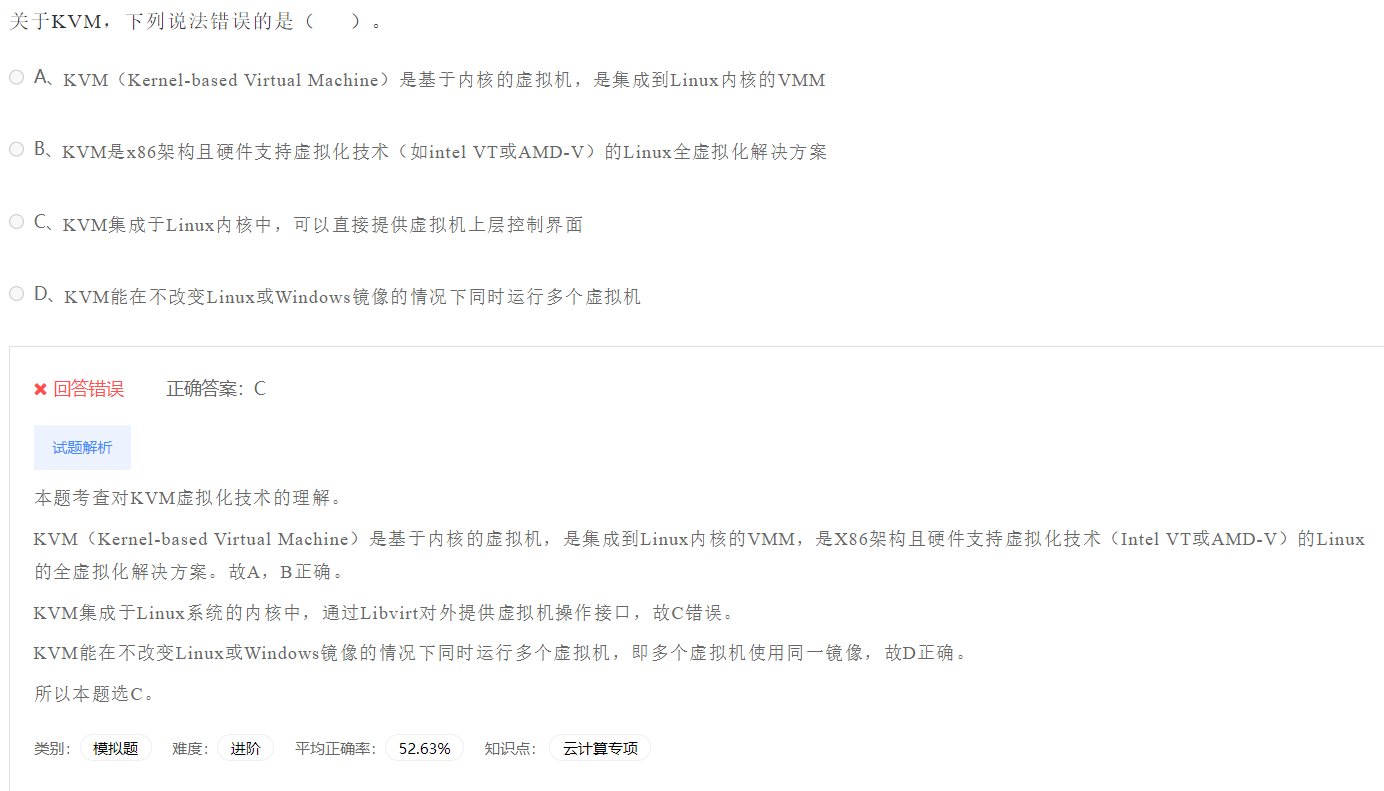 关于KVM，下列说法错误的是（　　）。
A、KVM（Kernel-based Virtual Machine）是基于内核的虚拟机，是集成到Linux内核的VMM
B、KVM是x86架构且硬件支持虚拟化技术（如intel VT或AMD-V）的Linux全虚拟化解决方案
C、KVM集成于Linux内核中，可以直接提供虚拟机上层控制界面
D、KVM能在不改变Linux或Windows镜像的情况下同时运行多个虚拟机
✖ 回答错误 正确答案：C
试题解析
本题考查对KVM虚拟化技术的理解。
KVM（Kernel-based Virtual Machine）是基于内核的虚拟机，是集成到Linux内核的VMM，是X86架构且硬件支持虚拟化技术（Intel VT或AMD-V）的Linux
的全虚拟化解决方案。故A，B正确。
KVM集成于Linux系统的内核中，通过Libvirt对外提供虚拟机操作接口，故C错误。
KVM能在不改变Linux或Windows镜像的情况下同时运行多个虚拟机，即多个虚拟机使用同一镜像，故D正确。
所以本题选C。
类别： 模拟题 难度： 进阶 平均正确率： 52.63% 知识点： 云计算专项